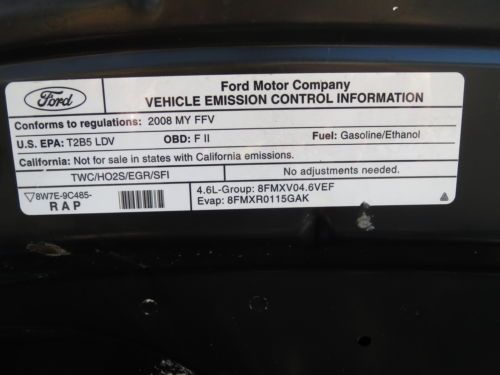 Ford
Ford Motor Company
VEHICLE EMISSION CONTROL INFORMATION
Conforms to regulations: 2008 MY FFV
U.S. EPA: T2B5 LDV OBD: F II Fuel: Gasoline/Ethanol
California: Not for sale in states with California emissions.
TWC/HO2S/EGR/SFI No adjustments needed.
8W7E-9C485-
RAP
4.6L-Group: 8FMXV04.6VEF
Evap: 8FMXR0115GAK